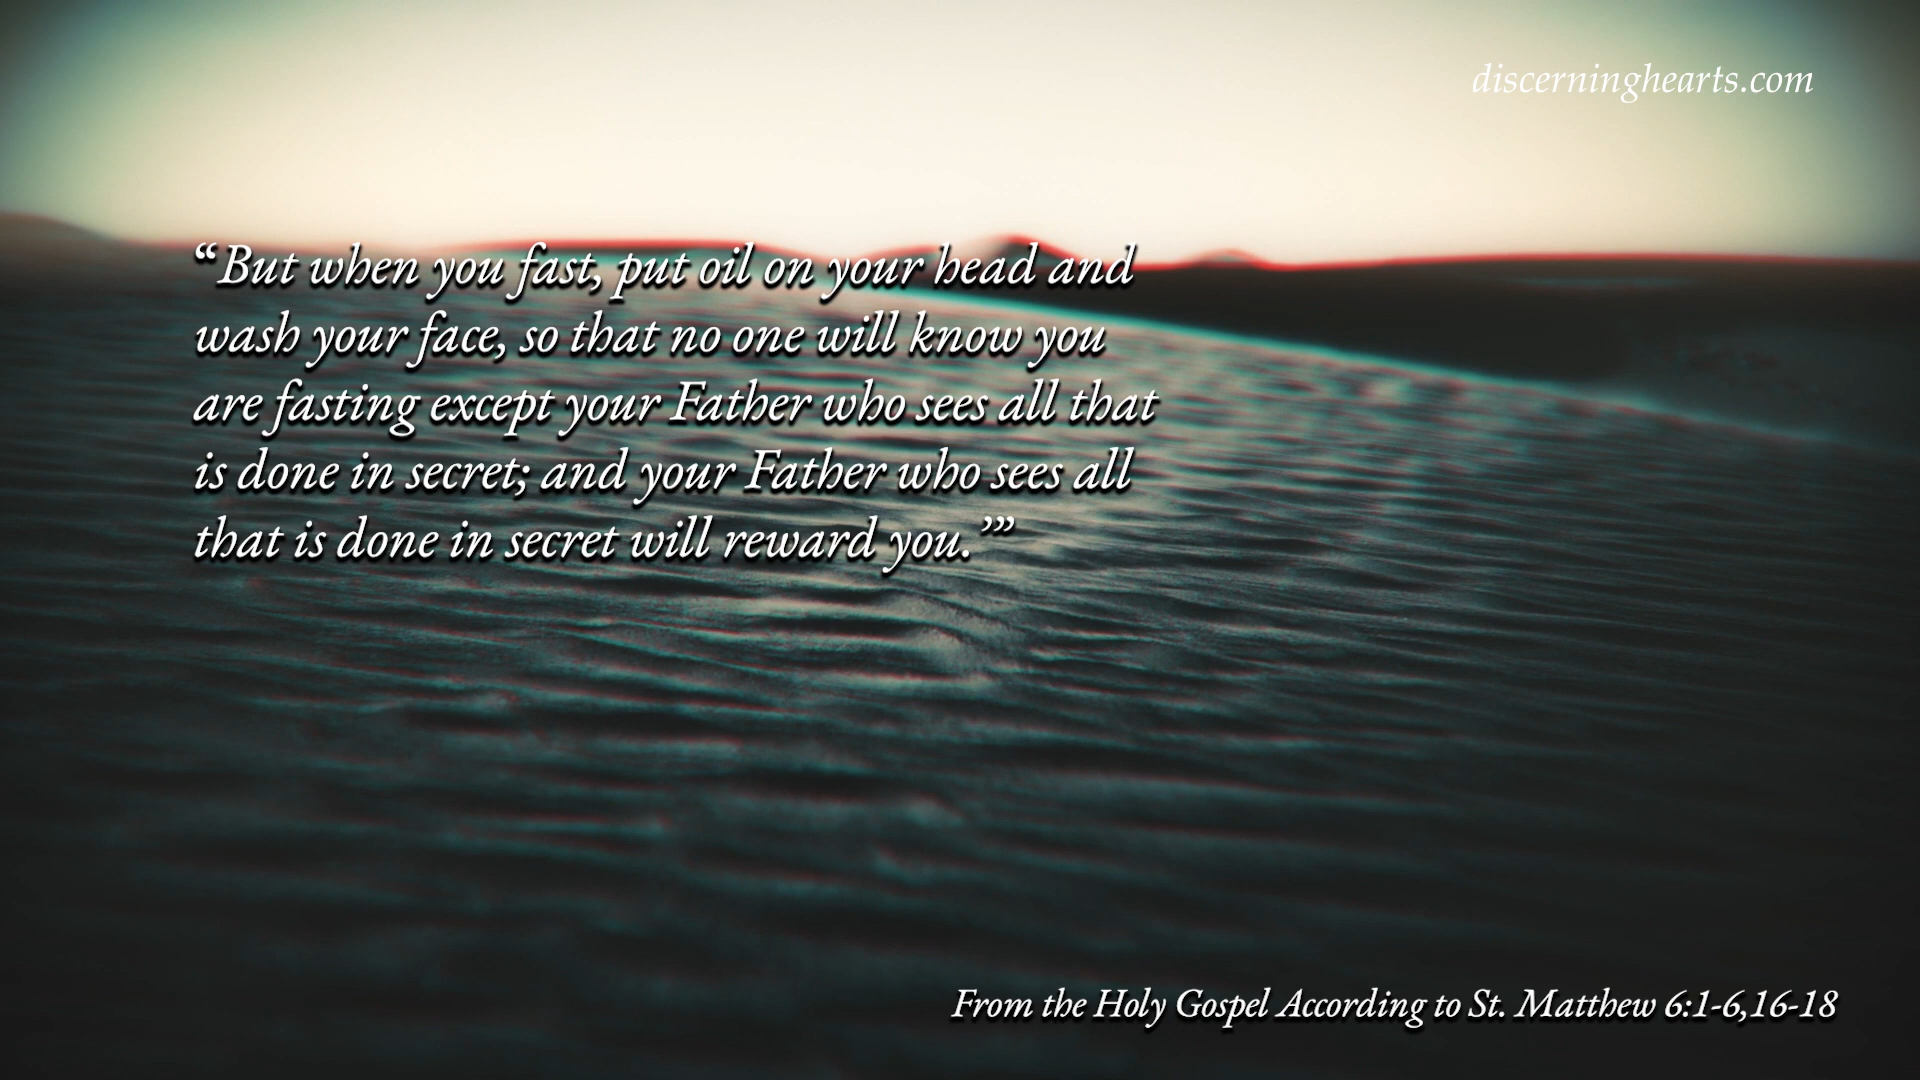 discerninghearts.com
“But when you fast, put oil on your head and
wash your face, so that no one will know you
are fasting except your Father who sees all that
is done in secret; and your Father who sees all
that is done in secret will reward you.’”
From the Holy Gospel According to St. Matthew 6:1-6,16-18